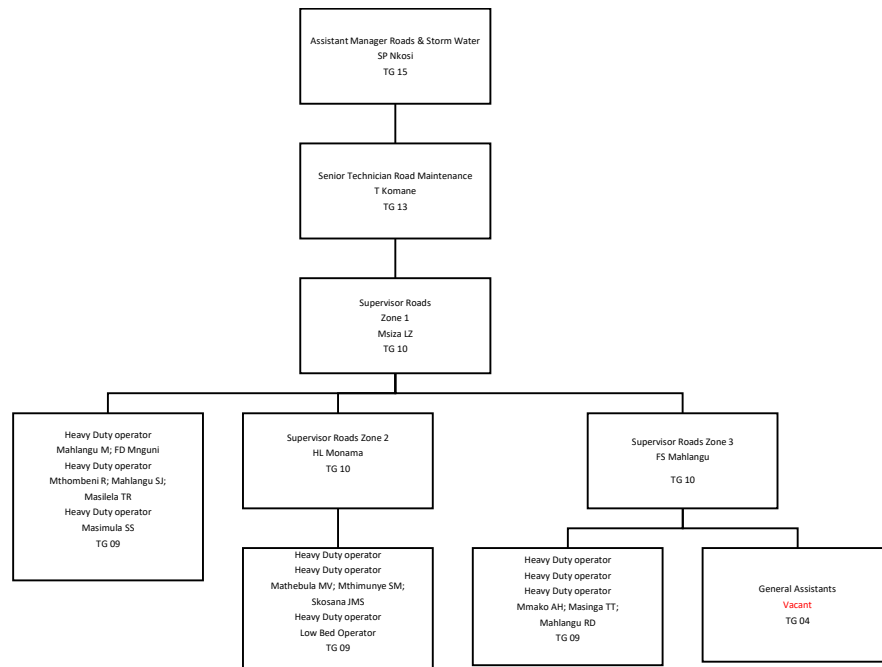 Assistant Manager Roads & Storm Water
SP Nkosi
TG 15
Senior Technician Road Maintenance
T Komane
TG 13
Supervisor Roads
Zone 1
Msiza LZ
TG 10
Heavy Duty operator
Mahlangu M; FD Mnguni
Heavy Duty operator
Mthombeni R; Mahlangu SJ;
Masilela TR
Heavy Duty operator
Masimula SS
TG 09
Supervisor Roads Zone 2
HL Monama
TG 10
Supervisor Roads Zone 3
FS Mahlangu
TG 10
Heavy Duty operator
Heavy Duty operator
Mathebula MV; Mthimunye SM;
Skosana JMS
Heavy Duty operator
Low Bed Operator
TG 09
Heavy Duty operator
Heavy Duty operator
Heavy Duty operator
Mmako AH; Masinga TT;
Mahlangu RD
TG 09
General Assistants
Vacant
TG 04